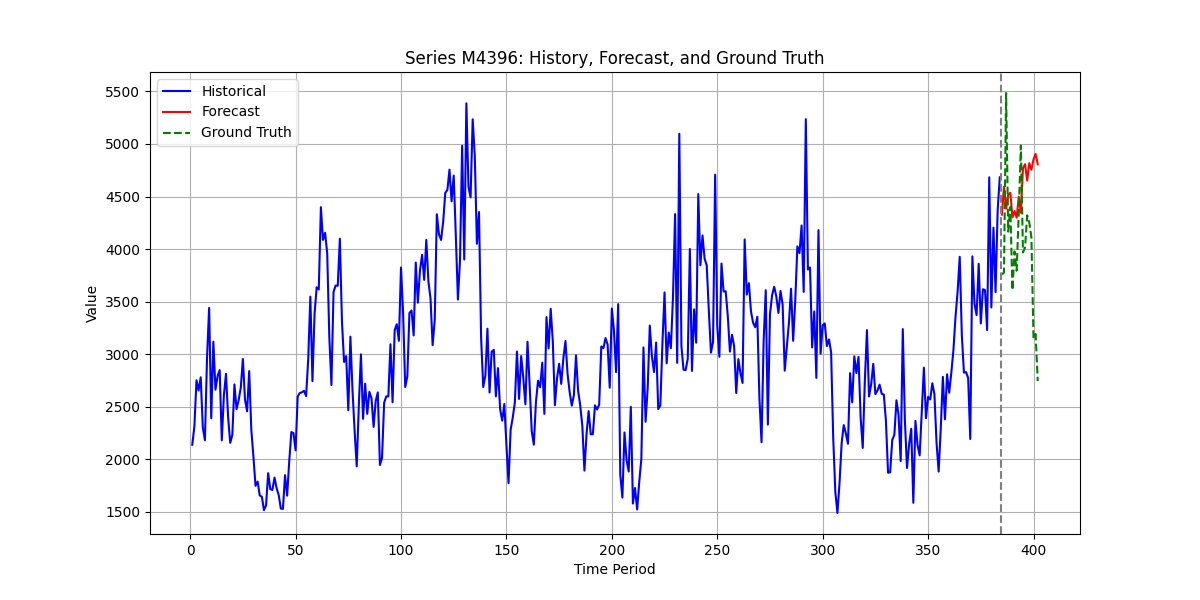 Series M4396: History, Forecast, and Ground Truth
Historical
Forecast
Ground Truth
Value
5500
5000
4500
4000
3500
3000
2500
2000
1500
0 50 100 150 200 250 300 350 400
Time Period